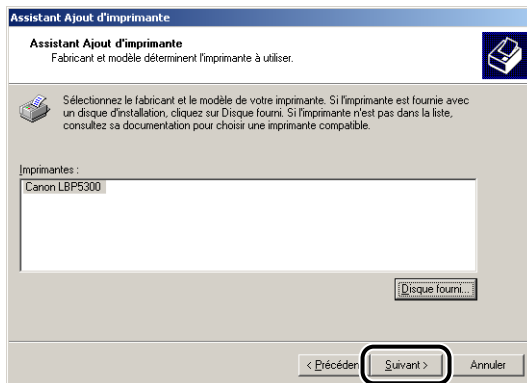 Assistant Ajout d'imprimante
Assistant Ajout d'imprimante
Fabricant et modèle déterminent l'imprimante à utiliser.
Sélectionnez le fabricant et le modèle de votre imprimante. Si l'imprimante est fournie avec
un disque d'installation, cliquez sur Disque fourni. Si l'imprimante n'est pas dans la liste,
consultez sa documentation pour choisir une imprimante compatible.
Imprimantes :
Canon LBP5300
Disque fourni...
< Précéden
Suivant >
Annuler